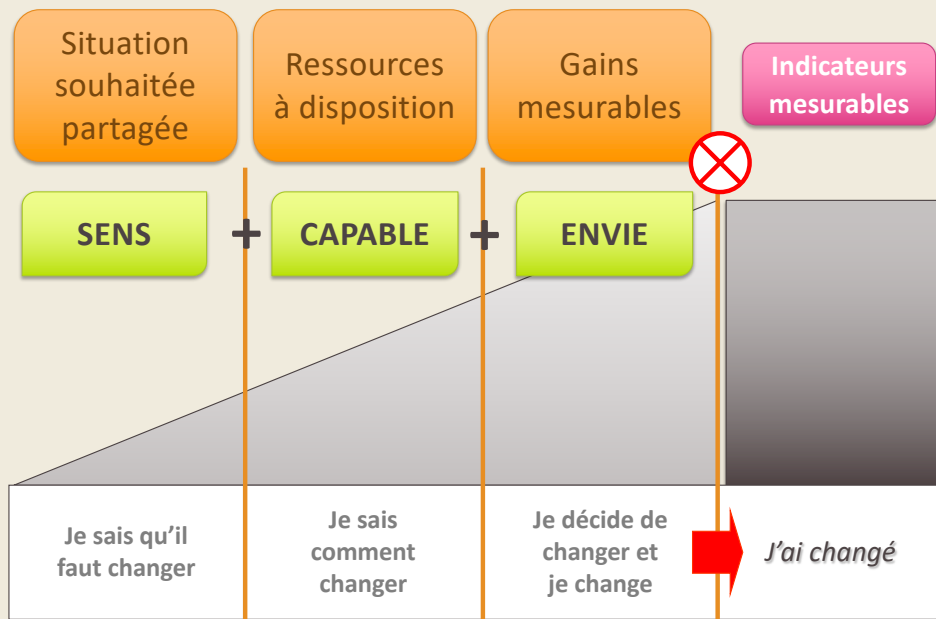 Situation
souhaitée
partagée
Ressources
à disposition
Gains
mesurables
Indicateurs
mesurables
SENS
+
CAPABLE
+
ENVIE
Je sais qu’il
faut changer
Je sais
comment
changer
Je décide de
changer et
je change
J’ai changé